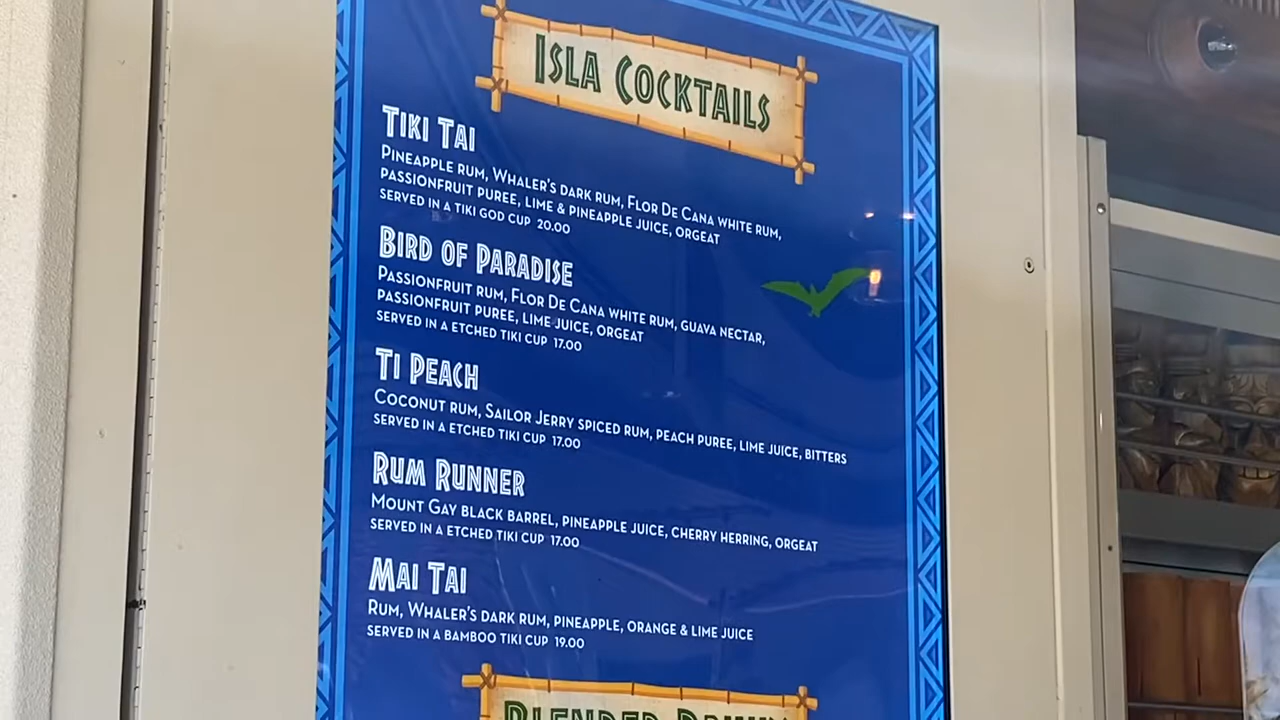 Isla Cocktails
Tiki Tai
Pineapple rum, Whaler's dark rum, Flor De Cana white rum,
passionfruit puree, lime & pineapple juice, orgeat
served in a tiki god cup 20.00
Bird of Paradise
Passionfruit rum, Flor De Cana white rum, guava nectar,
passionfruit puree, lime juice, orgeat
served in a etched tiki cup 17.00
Ti Peach
Coconut rum, Sailor Jerry spiced rum, peach puree, lime juice, bitters
served in a etched tiki cup 17.00
Rum Runner
Mount Gay black barrel, pineapple juice, cherry herring, orgeat
served in a etched tiki cup 17.00
Mai Tai
Rum, Whaler's dark rum, pineapple, orange & lime juice
served in a bamboo tiki cup 19.00
Blended